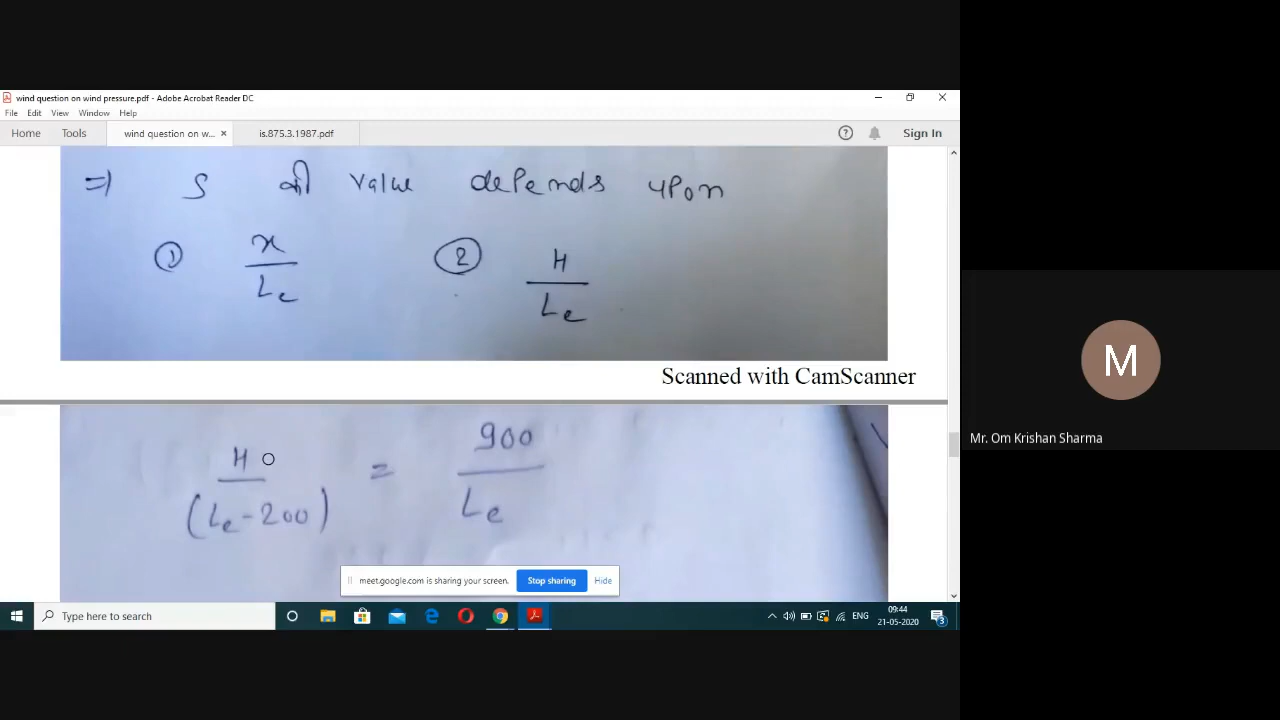 wind question on wind pressure.pdf - Adobe Acrobat Reader DC
File Edit View Window Help
Home Tools wind question on w... × is.875.3.1987.pdf ? Sign In
⇒ S की value depends upon
① x/Le ② H/Le
Scanned with CamScanner
H/(Le-200) = 900/Le
meet.google.com is sharing your screen. Stop sharing Hide
M
Mr. Om Krishan Sharma
Type here to search ENG 09:44
21-05-2020
3